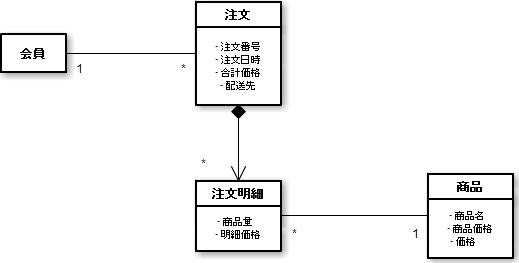 注文
- 注文番号
- 注文日時
- 合計価格
- 配送先
会員
1
*
*
注文明細
- 商品量
- 明細価格
*
1
商品
- 商品名
- 商品価格
- 価格